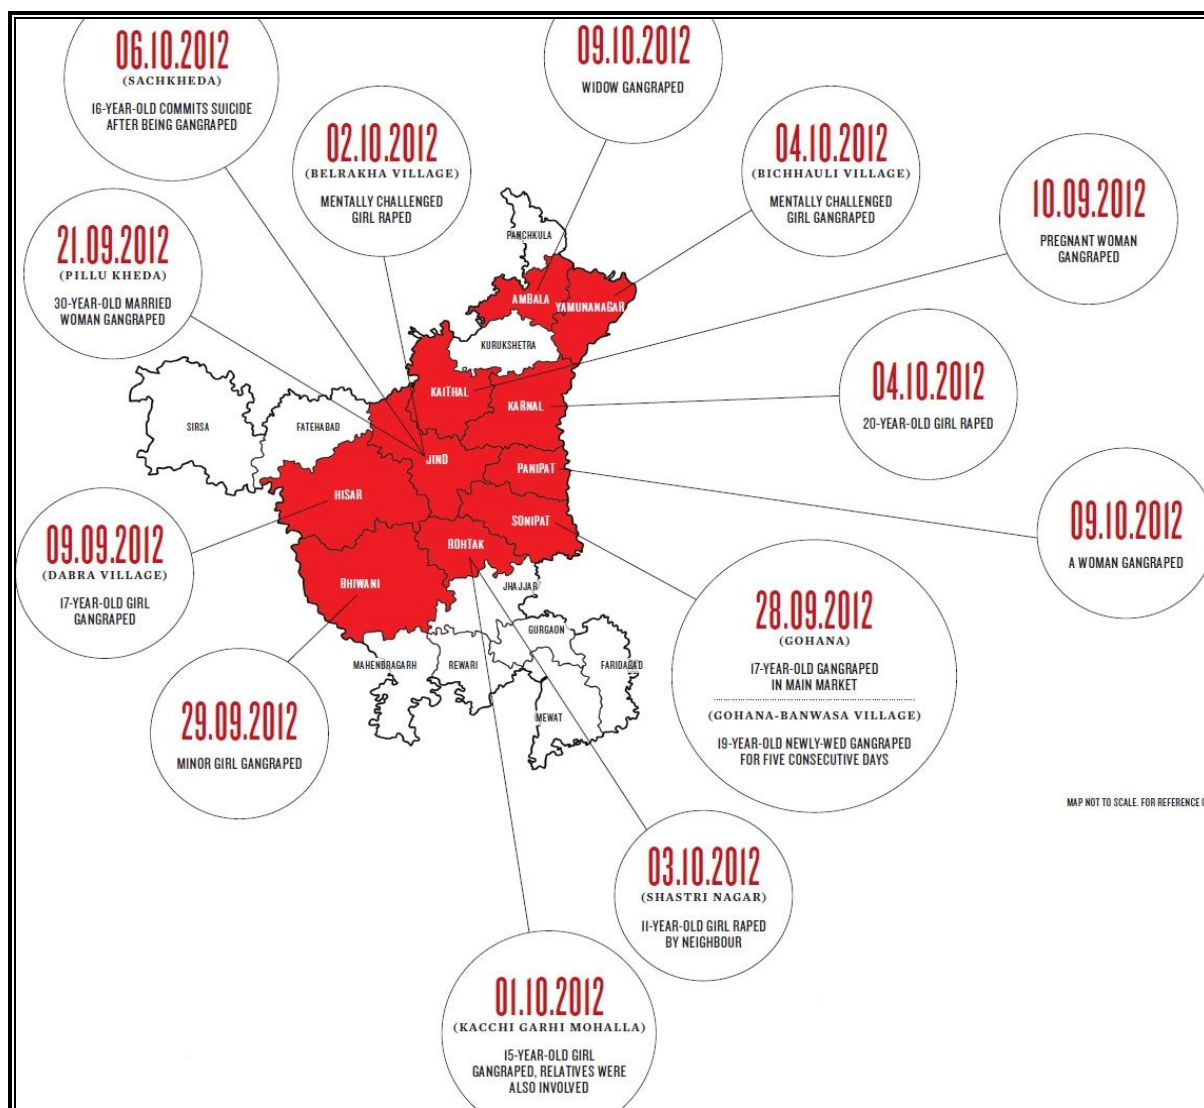 06.10.2012
(SACHKHEDA)
16-YEAR-OLD COMMITS SUICIDE
AFTER BEING GANGRAPED
09.10.2012
WIDOW GANGRAPED
02.10.2012
(BELRAKHA VILLAGE)
MENTALLY CHALLENGED
GIRL RAPED
04.10.2012
(BICHHAULI VILLAGE)
MENTALLY CHALLENGED
GIRL GANGRAPED
10.09.2012
PREGNANT WOMAN
GANGRAPED
21.09.2012
(PILLU KHEDA)
30-YEAR-OLD MARRIED
WOMAN GANGRAPED
PANCHKULA
AMBALA
YAMUNANAGAR
KURUKSHETRA
KAITHAL
KARNAL
04.10.2012
20-YEAR-OLD GIRL RAPED
SIRSA
FATEHABAD
JIND
PANIPAT
HISAR
SONIPAT
ROHTAK
BHIWANI
JHAJJAR
GURGAON
MAHENDRAGARH
REWARI
FARIDABAD
MEWAT
09.09.2012
(DABRA VILLAGE)
17-YEAR-OLD GIRL
GANGRAPED
09.10.2012
A WOMAN GANGRAPED
28.09.2012
(GOHANA)
17-YEAR-OLD GANGRAPED
IN MAIN MARKET
(GOHANA-BANWASA VILLAGE)
19-YEAR-OLD NEWLY-WED GANGRAPED
FOR FIVE CONSECUTIVE DAYS
29.09.2012
MINOR GIRL GANGRAPED
MAP NOT TO SCALE. FOR REFERENCE
03.10.2012
(SHASTRI NAGAR)
11-YEAR-OLD GIRL RAPED
BY NEIGHBOUR
01.10.2012
(KACCHI GARHI MOHALLA)
15-YEAR-OLD GIRL
GANGRAPED, RELATIVES WERE
ALSO INVOLVED